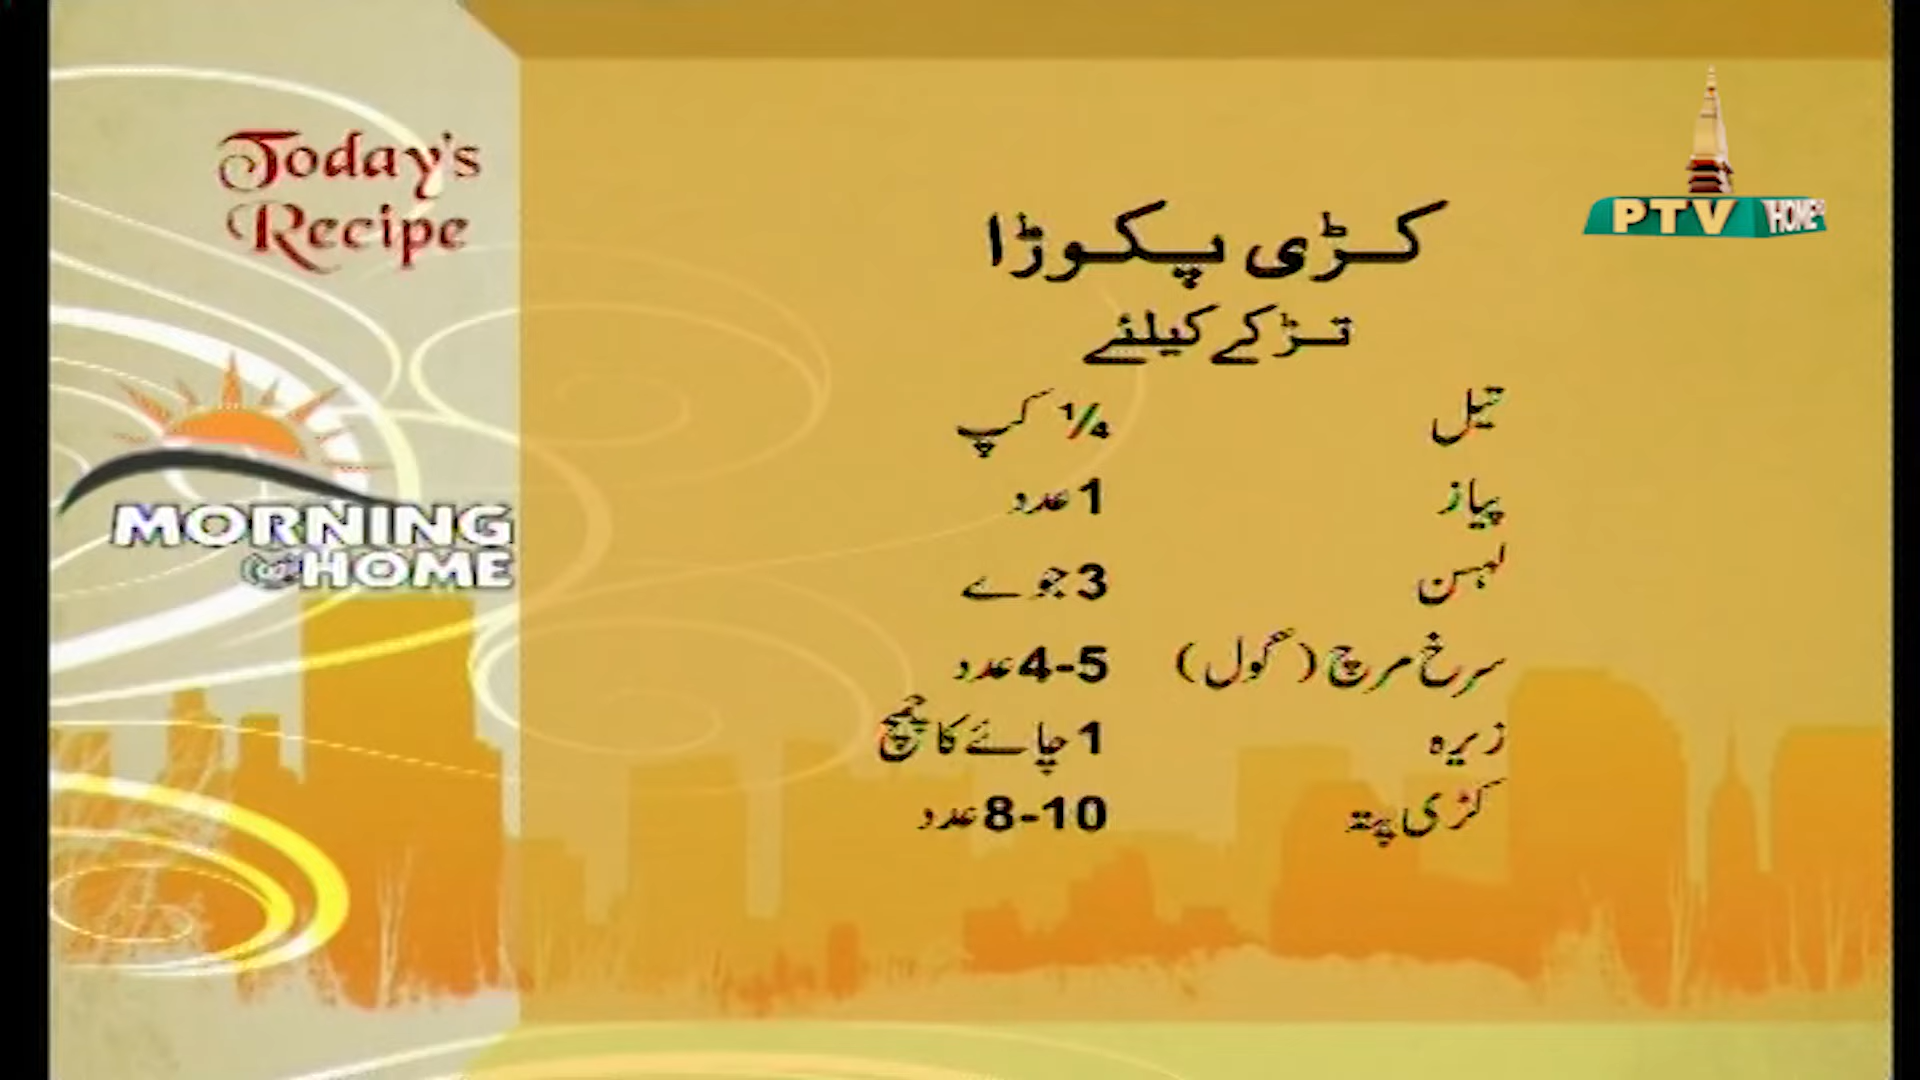 Today's
Recipe
MORNING
@HOME
PTV HOME
کڑی پکوڑا
تڑکے کیلئے
تیل ¼ کپ
پیاز 1 عدد
لہسن 3 جوے
سرخ مرچ (گول) 4-5 عدد
زیرہ 1 چائے کا چمچ
کڑی پتہ 8-10 عدد